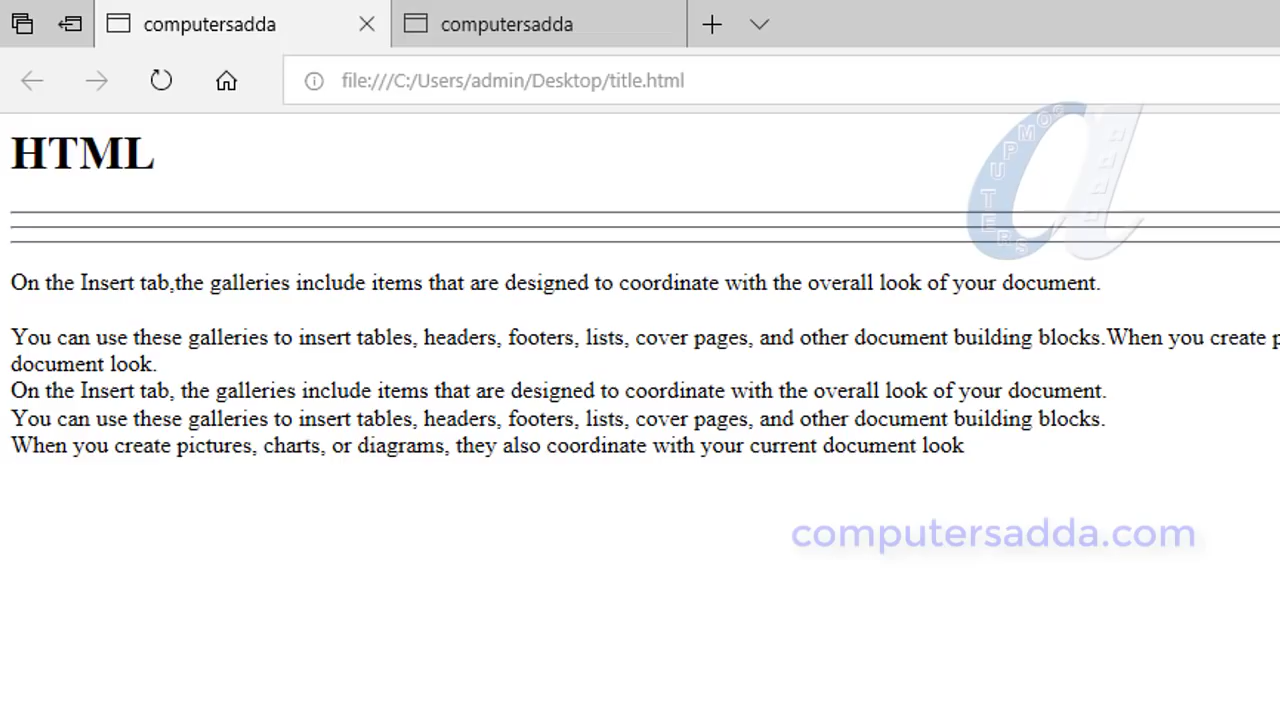 computersadda
computersadda
file:///C:/Users/admin/Desktop/title.html
COMPUTERS
HTML
On the Insert tab,the galleries include items that are designed to coordinate with the overall look of your document.
You can use these galleries to insert tables, headers, footers, lists, cover pages, and other document building blocks.When you create p
document look.
On the Insert tab, the galleries include items that are designed to coordinate with the overall look of your document.
You can use these galleries to insert tables, headers, footers, lists, cover pages, and other document building blocks.
When you create pictures, charts, or diagrams, they also coordinate with your current document look
computersadda.com